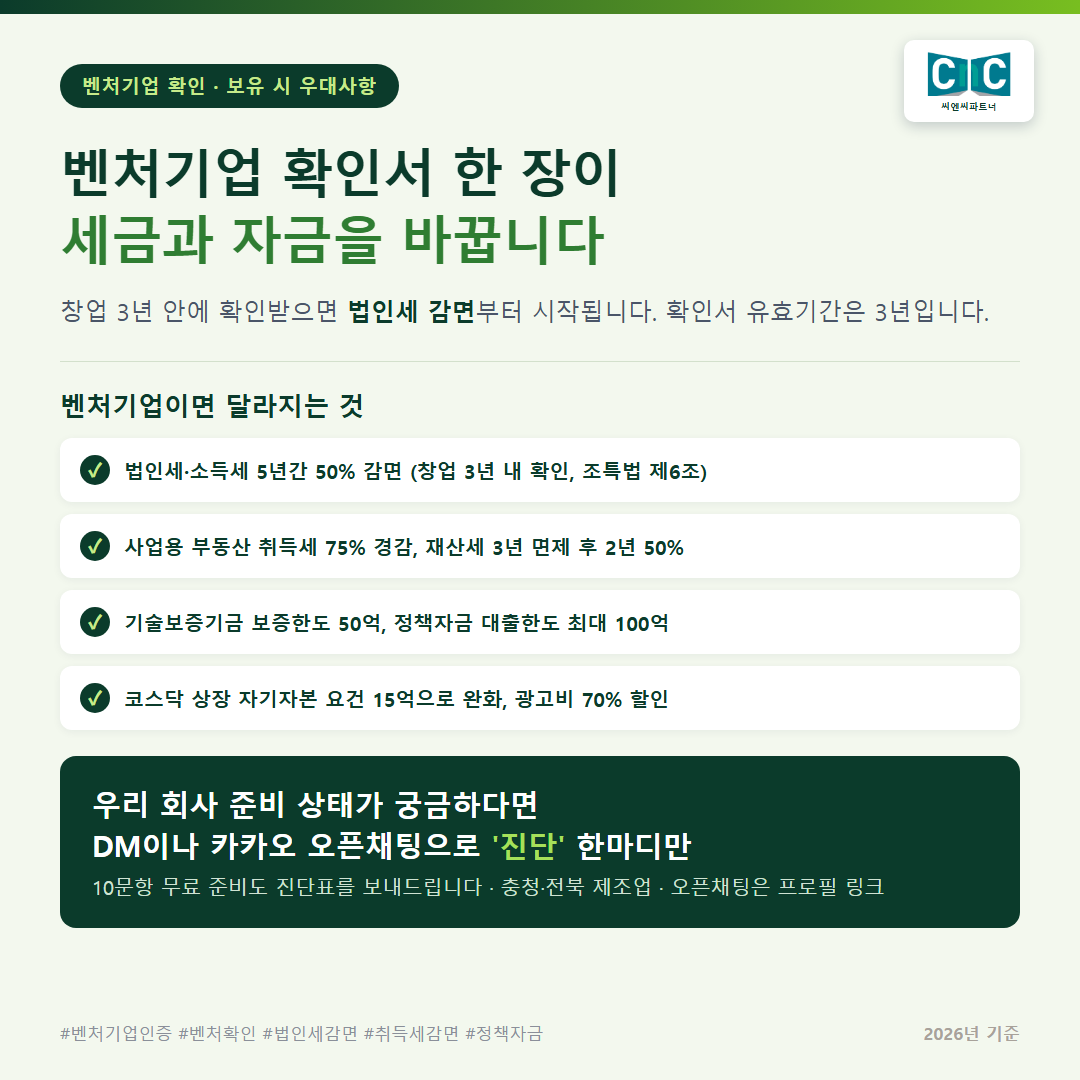 벤처기업 확인 · 보유 시 우대사항
CnC
씨엔씨파트너
벤처기업 확인서 한 장이
세금과 자금을 바꿉니다
창업 3년 안에 확인받으면 법인세 감면부터 시작됩니다. 확인서 유효기간은 3년입니다.
벤처기업이면 달라지는 것
법인세·소득세 5년간 50% 감면 (창업 3년 내 확인, 조특법 제6조)
사업용 부동산 취득세 75% 경감, 재산세 3년 면제 후 2년 50%
기술보증기금 보증한도 50억, 정책자금 대출한도 최대 100억
코스닥 상장 자기자본 요건 15억으로 완화, 광고비 70% 할인
우리 회사 준비 상태가 궁금하다면
DM이나 카카오 오픈채팅으로 '진단' 한마디만
10문항 무료 준비도 진단표를 보내드립니다 · 충청·전북 제조업 · 오픈채팅은 프로필 링크
#벤처기업인증 #벤처확인 #법인세감면 #취득세감면 #정책자금
2026년 기준